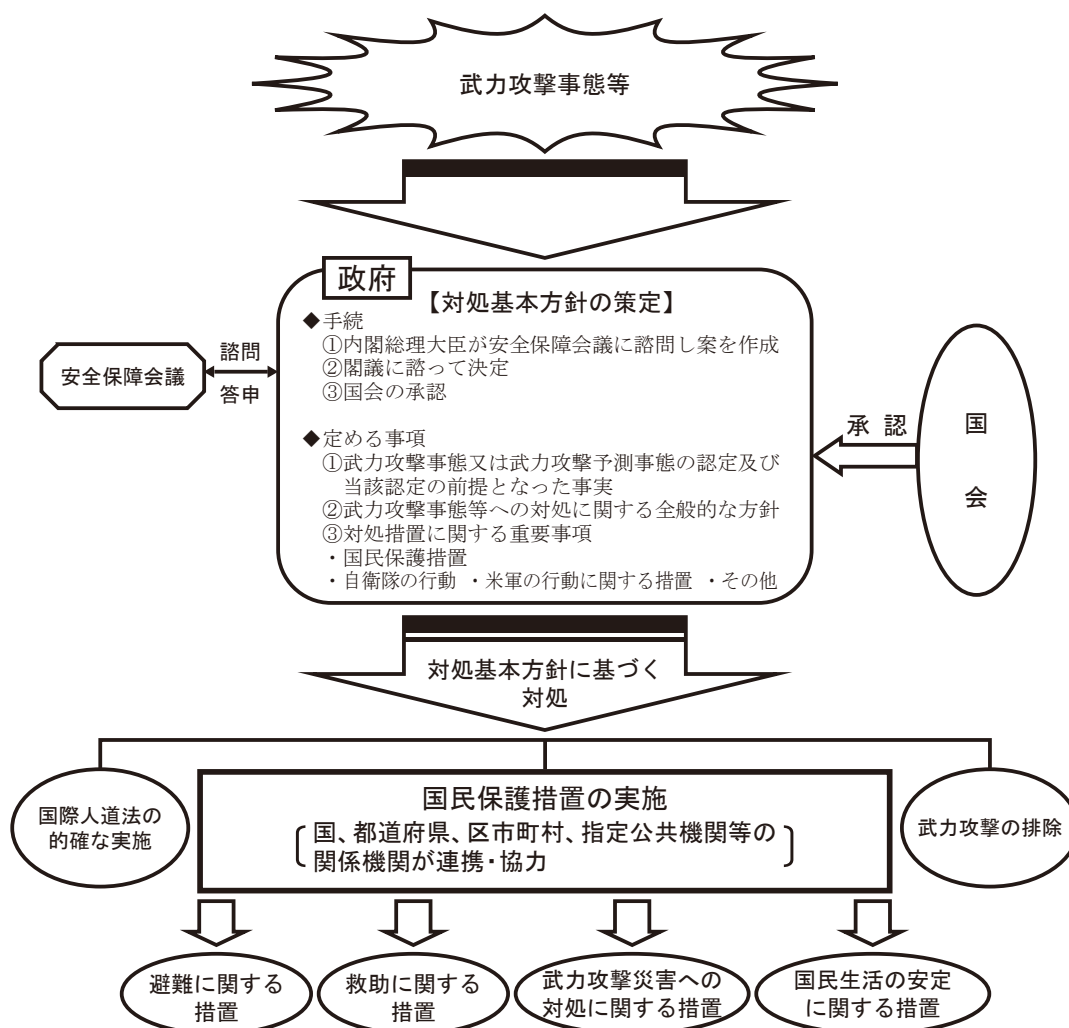 武力攻撃事態等
政府
【対処基本方針の策定】
◆手続
①内閣総理大臣が安全保障会議に諮問し案を作成
②閣議に諮って決定
③国会の承認
安全保障会議
諮問
答申
◆定める事項
①武力攻撃事態又は武力攻撃予測事態の認定及び
当該認定の前提となった事実
②武力攻撃事態等への対処に関する全般的な方針
③対処措置に関する重要事項
・国民保護措置
・自衛隊の行動 ・米軍の行動に関する措置 ・その他
承 認
国
会
対処基本方針に基づく
対処
国際人道法の
的確な実施
国民保護措置の実施
国、都道府県、区市町村、指定公共機関等の
関係機関が連携・協力
武力攻撃の排除
避難に関する
措置
救助に関する
措置
武力攻撃災害への
対処に関する措置
国民生活の安定
に関する措置